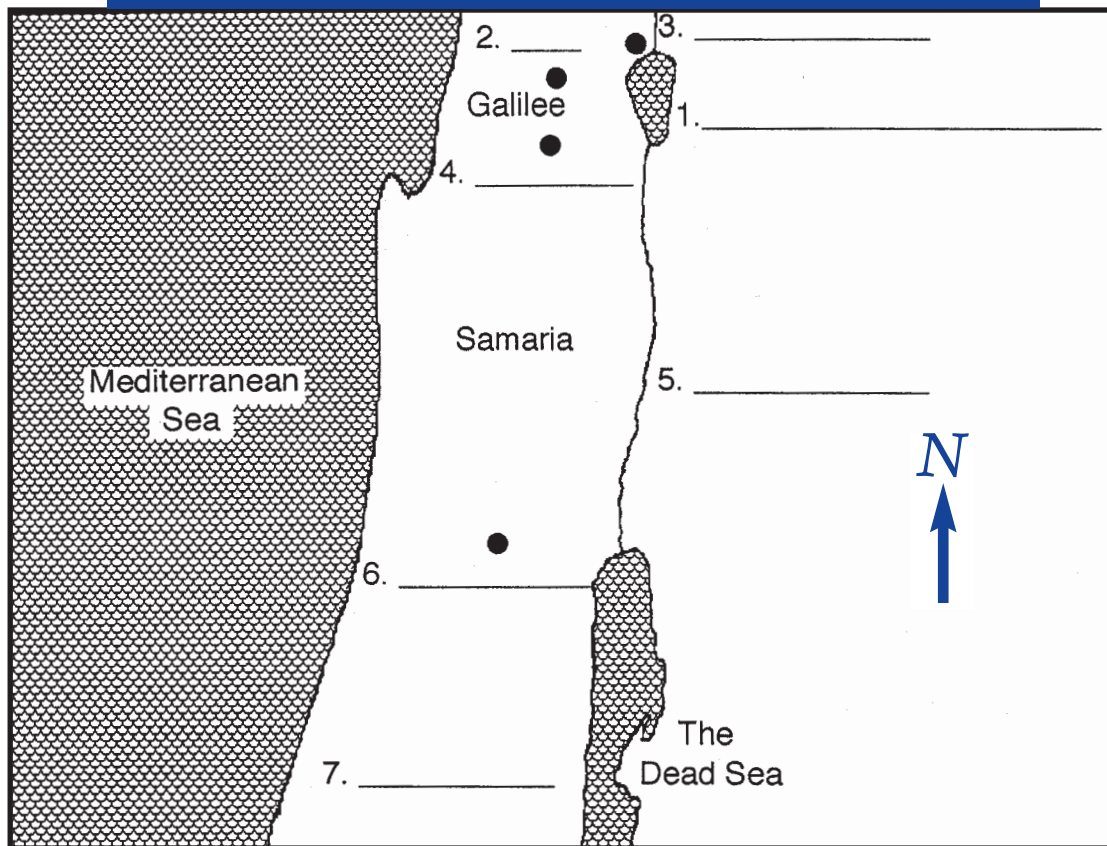 3.
2.
Galilee
1.
4.
Samaria
Mediterranean
Sea
5.
N
6.
The
Dead Sea
7.